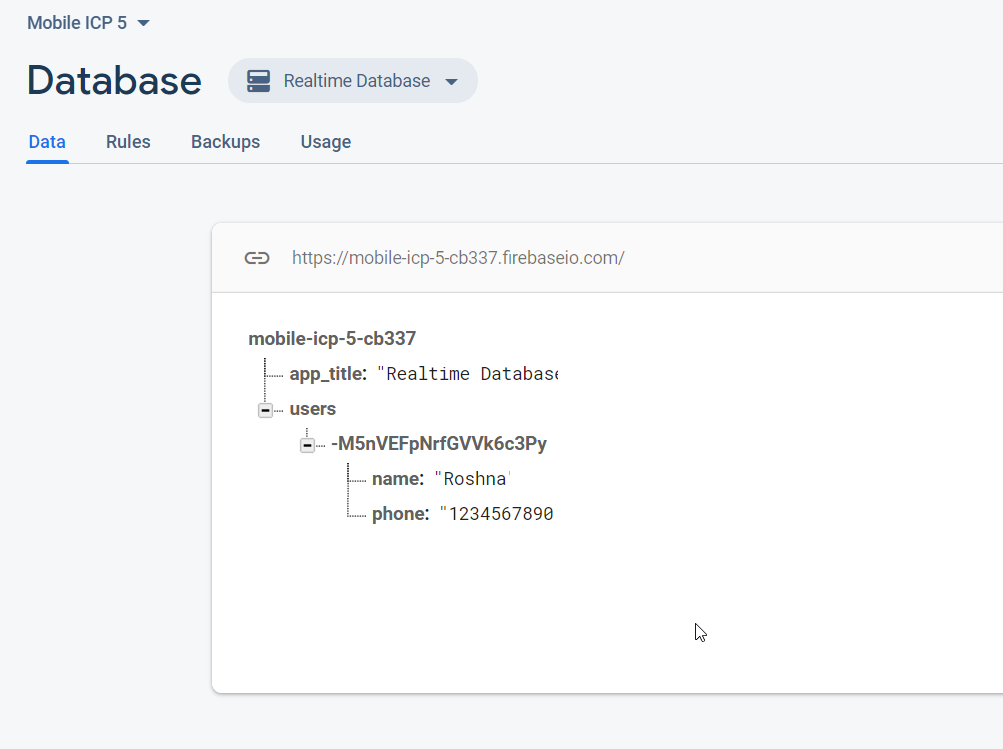 Mobile ICP 5
Database
Realtime Database
Data Rules Backups Usage
https://mobile-icp-5-cb337.firebaseio.com/
mobile-icp-5-cb337
app_title: "Realtime Database
users
-M5nVEFpNrfGVVk6c3Py
name: "Roshna"
phone: "1234567890